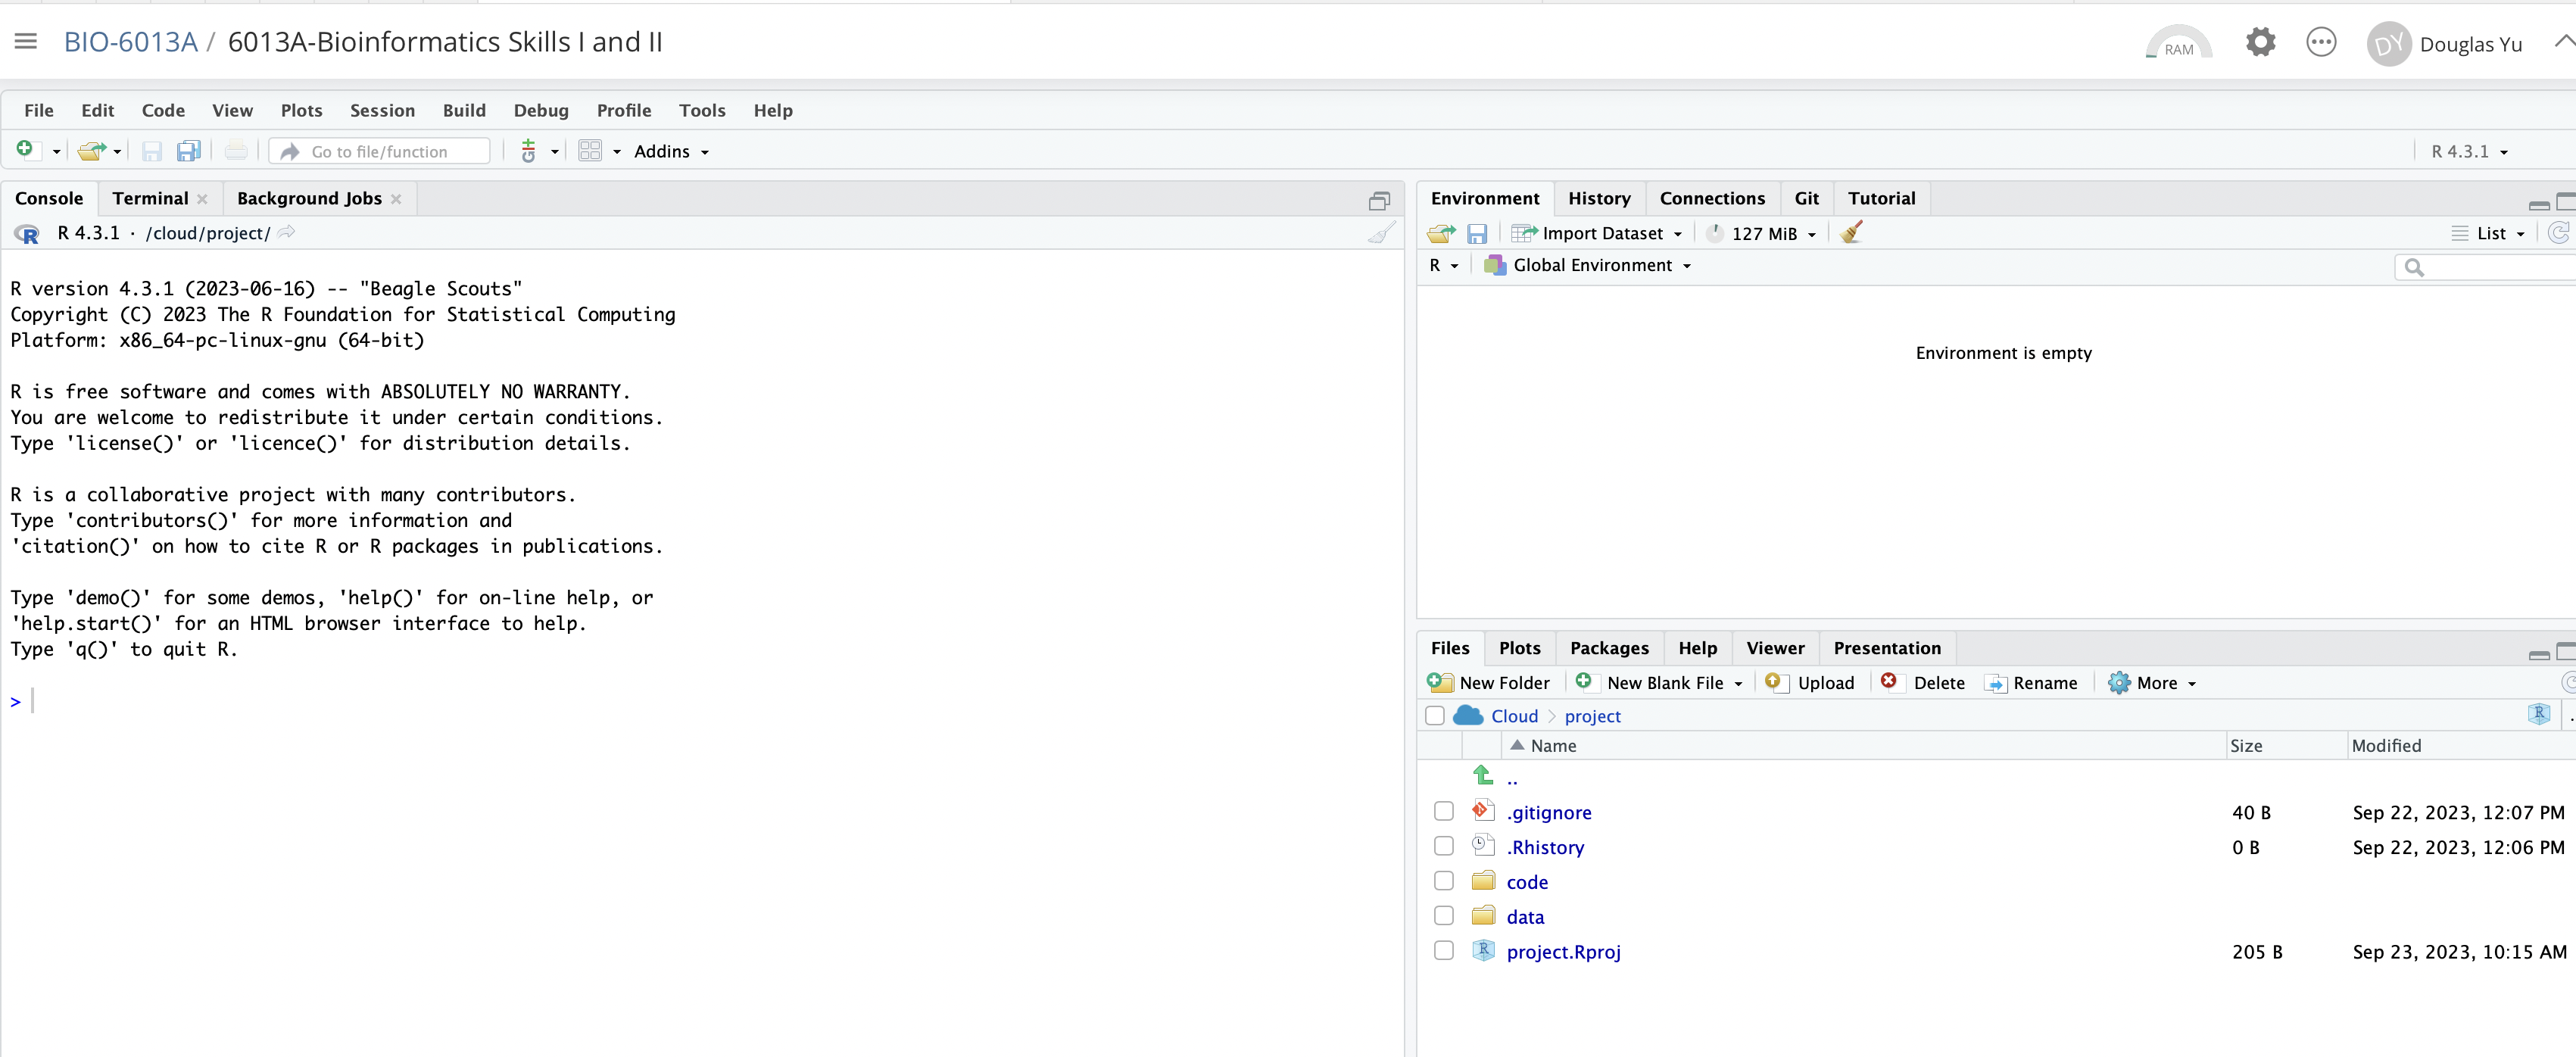 BIO-6013A / 6013A-Bioinformatics Skills I and II
RAM
DY Douglas Yu
File Edit Code View Plots Session Build Debug Profile Tools Help
Go to file/function
Addins
R 4.3.1
Console Terminal Background Jobs
R 4.3.1 · /cloud/project/
R version 4.3.1 (2023-06-16) -- "Beagle Scouts"
Copyright (C) 2023 The R Foundation for Statistical Computing
Platform: x86_64-pc-linux-gnu (64-bit)
R is free software and comes with ABSOLUTELY NO WARRANTY.
You are welcome to redistribute it under certain conditions.
Type 'license()' or 'licence()' for distribution details.
R is a collaborative project with many contributors.
Type 'contributors()' for more information and
'citation()' on how to cite R or R packages in publications.
Type 'demo()' for some demos, 'help()' for on-line help, or
'help.start()' for an HTML browser interface to help.
Type 'q()' to quit R.
>
Environment History Connections Git Tutorial
Import Dataset 127 MiB List
R Global Environment
Environment is empty
Files Plots Packages Help Viewer Presentation
New Folder New Blank File Upload Delete Rename More
Cloud project
Name Size Modified
..
.gitignore 40 B Sep 22, 2023, 12:07 PM
.Rhistory 0 B Sep 22, 2023, 12:06 PM
code
data
project.Rproj 205 B Sep 23, 2023, 10:15 AM